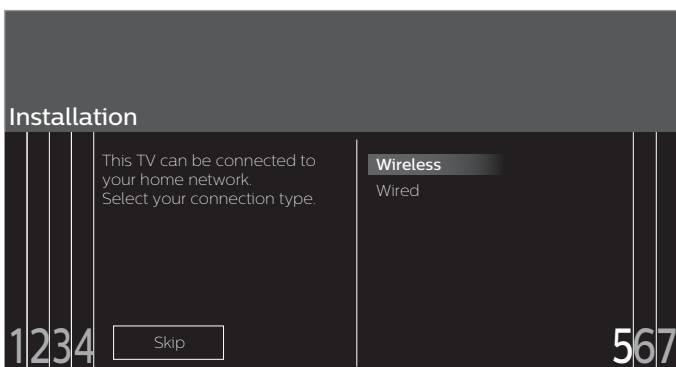 Installation
This TV can be connected to
your home network.
Select your connection type.
Wireless
Wired
Skip
1234
567